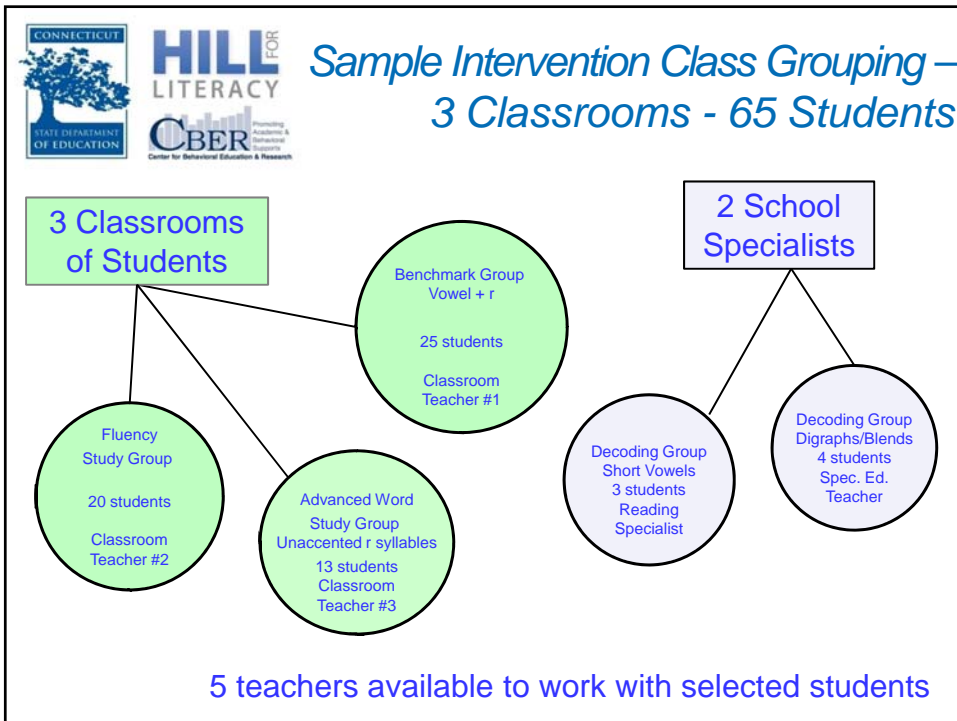 CONNECTICUT
STATE DEPARTMENT
OF EDUCATION
HILL FOR
LITERACY
CBER Promoting
Academic &
Behavioral
Supports
Center for Behavioral Education & Research
Sample Intervention Class Grouping –
3 Classrooms - 65 Students
3 Classrooms
of Students
2 School
Specialists
Benchmark Group
Vowel + r
25 students
Classroom
Teacher #1
Fluency
Study Group
20 students
Classroom
Teacher #2
Advanced Word
Study Group
Unaccented r syllables
13 students
Classroom
Teacher #3
Decoding Group
Short Vowels
3 students
Reading
Specialist
Decoding Group
Digraphs/Blends
4 students
Spec. Ed.
Teacher
5 teachers available to work with selected students